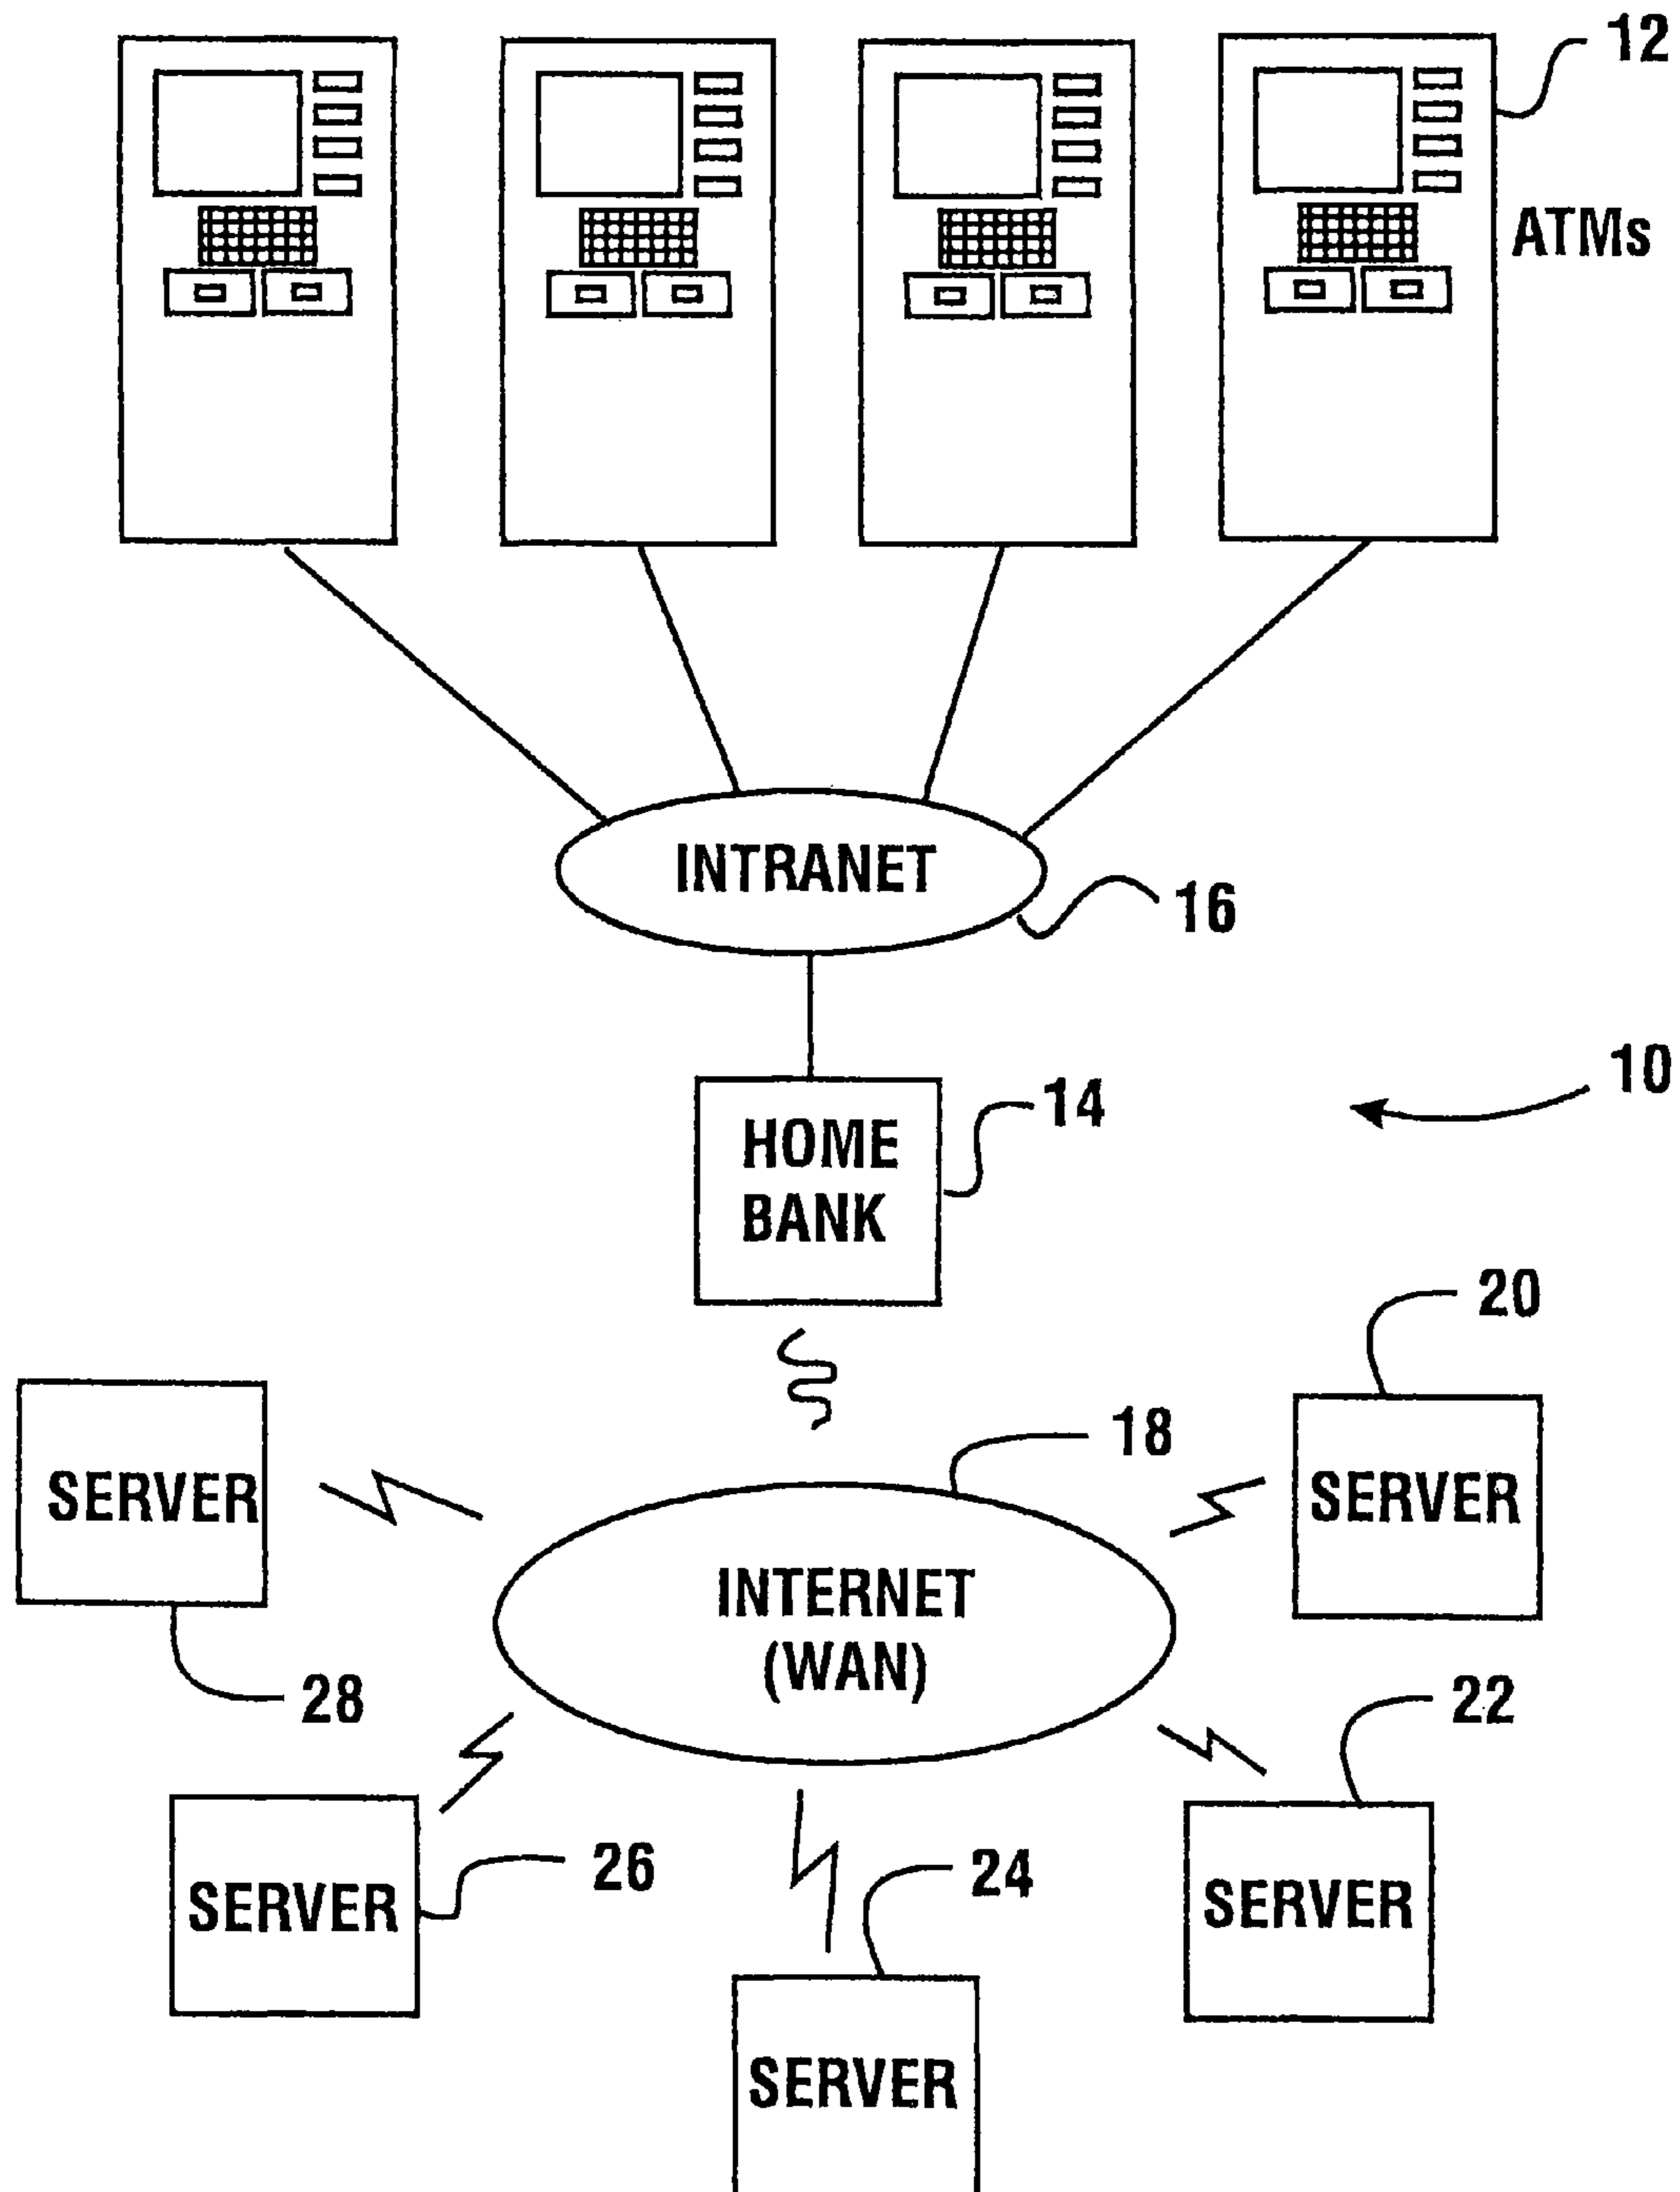 12
ATMs
INTRANET
16
10
14
HOME
BANK
20
18
SERVER
SERVER
INTERNET
(WAN)
28
22
26
24
SERVER
SERVER
SERVER